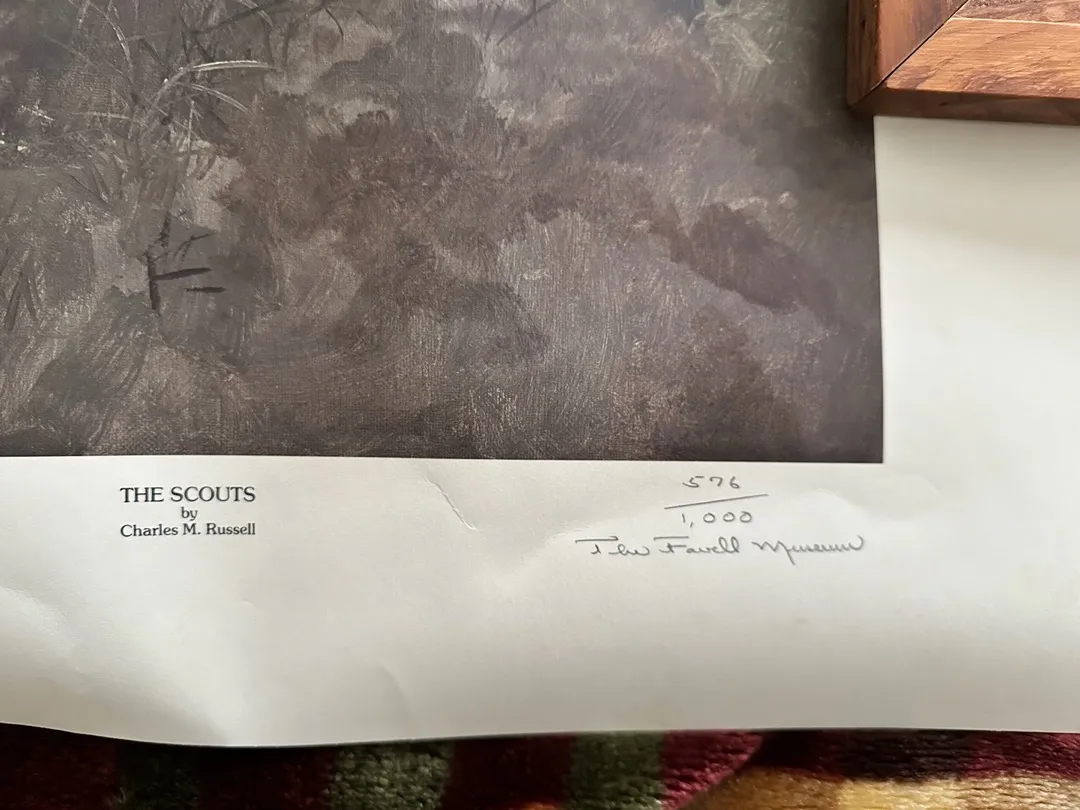 THE SCOUTS
by
Charles M. Russell
576
1,000
The Favell Museum